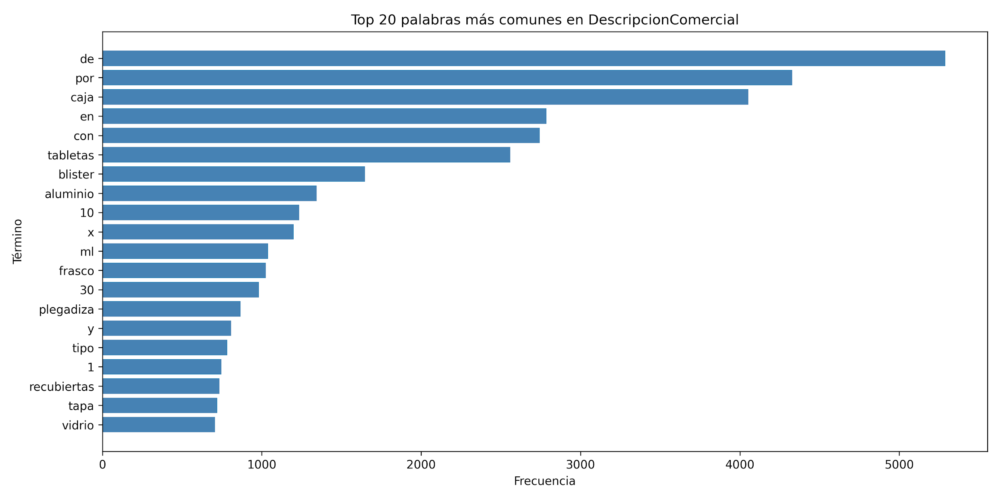 Top 20 palabras más comunes en DescripcionComercial
Término
de
por
caja
en
con
tabletas
blister
aluminio
10
x
ml
frasco
30
plegadiza
y
tipo
1
recubiertas
tapa
vidrio
0 1000 2000 3000 4000 5000
Frecuencia